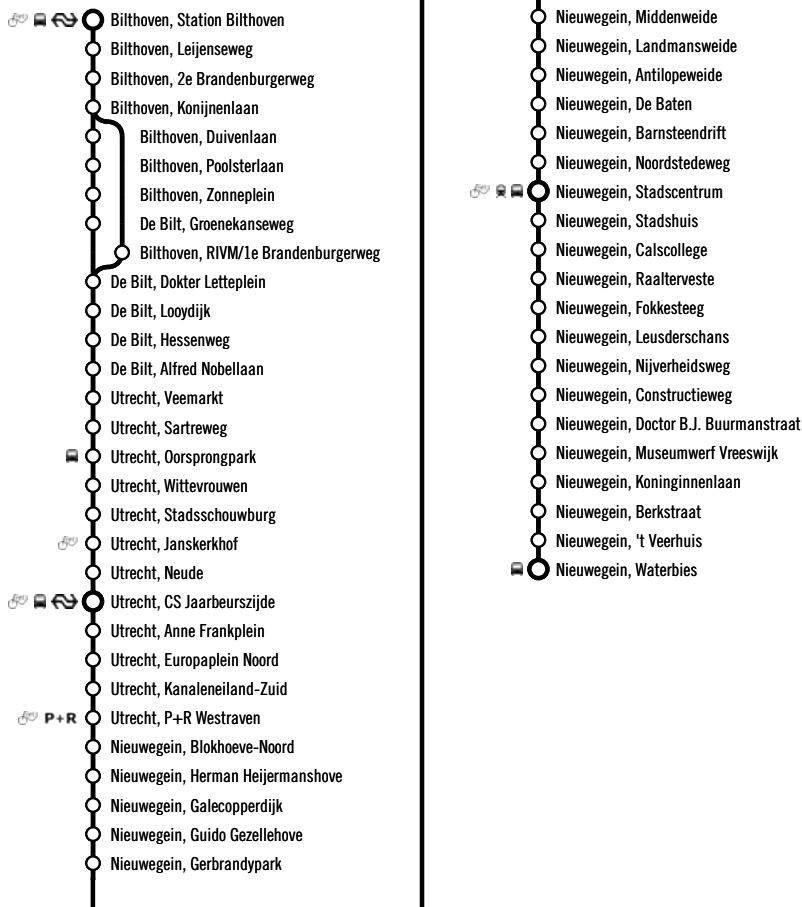 Bilthoven, Station Bilthoven
Bilthoven, Leijenseweg
Bilthoven, 2e Brandenburgerweg
Bilthoven, Konijnenlaan
Bilthoven, Duivenlaan
Bilthoven, Poolsterlaan
Bilthoven, Zonneplein
De Bilt, Groenekanseweg
Bilthoven, RIVM/1e Brandenburgerweg
De Bilt, Dokter Letteplein
De Bilt, Looydijk
De Bilt, Hessenweg
De Bilt, Alfred Nobellaan
Utrecht, Veemarkt
Utrecht, Sartreweg
Utrecht, Oorsprongpark
Utrecht, Wittevrouwen
Utrecht, Stadsschouwburg
Utrecht, Janskerkhof
Utrecht, Neude
Utrecht, CS Jaarbeurszijde
Utrecht, Anne Frankplein
Utrecht, Europaplein Noord
Utrecht, Kanaleneiland-Zuid
P+R Utrecht, P+R Westraven
Nieuwegein, Blokhoeve-Noord
Nieuwegein, Herman Heijermanshove
Nieuwegein, Galecopperdijk
Nieuwegein, Guido Gezellehove
Nieuwegein, Gerbrandypark
Nieuwegein, Middenweide
Nieuwegein, Landmansweide
Nieuwegein, Antilopeweide
Nieuwegein, De Baten
Nieuwegein, Barnsteendrift
Nieuwegein, Noordstedeweg
Nieuwegein, Stadscentrum
Nieuwegein, Stadshuis
Nieuwegein, Calscollege
Nieuwegein, Raalterveste
Nieuwegein, Fokkesteeg
Nieuwegein, Leusderschans
Nieuwegein, Nijverheidsweg
Nieuwegein, Constructieweg
Nieuwegein, Doctor B.J. Buurmanstraat
Nieuwegein, Museumwerf Vreeswijk
Nieuwegein, Koninginnenlaan
Nieuwegein, Berkstraat
Nieuwegein, 't Veerhuis
Nieuwegein, Waterbies